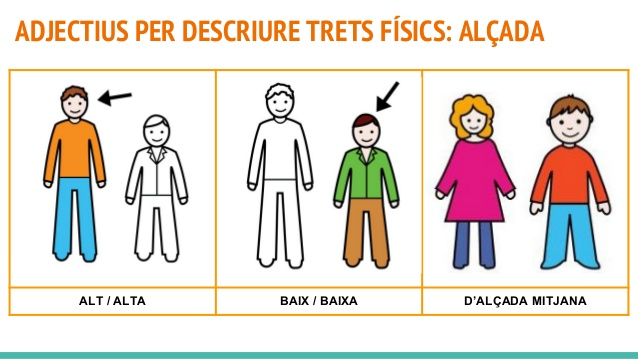 ADJECTIUS PER DESCRIURE TRETS FÍSICS: ALÇADA
ALT / ALTA
BAIX / BAIXA
D'ALÇADA MITJANA